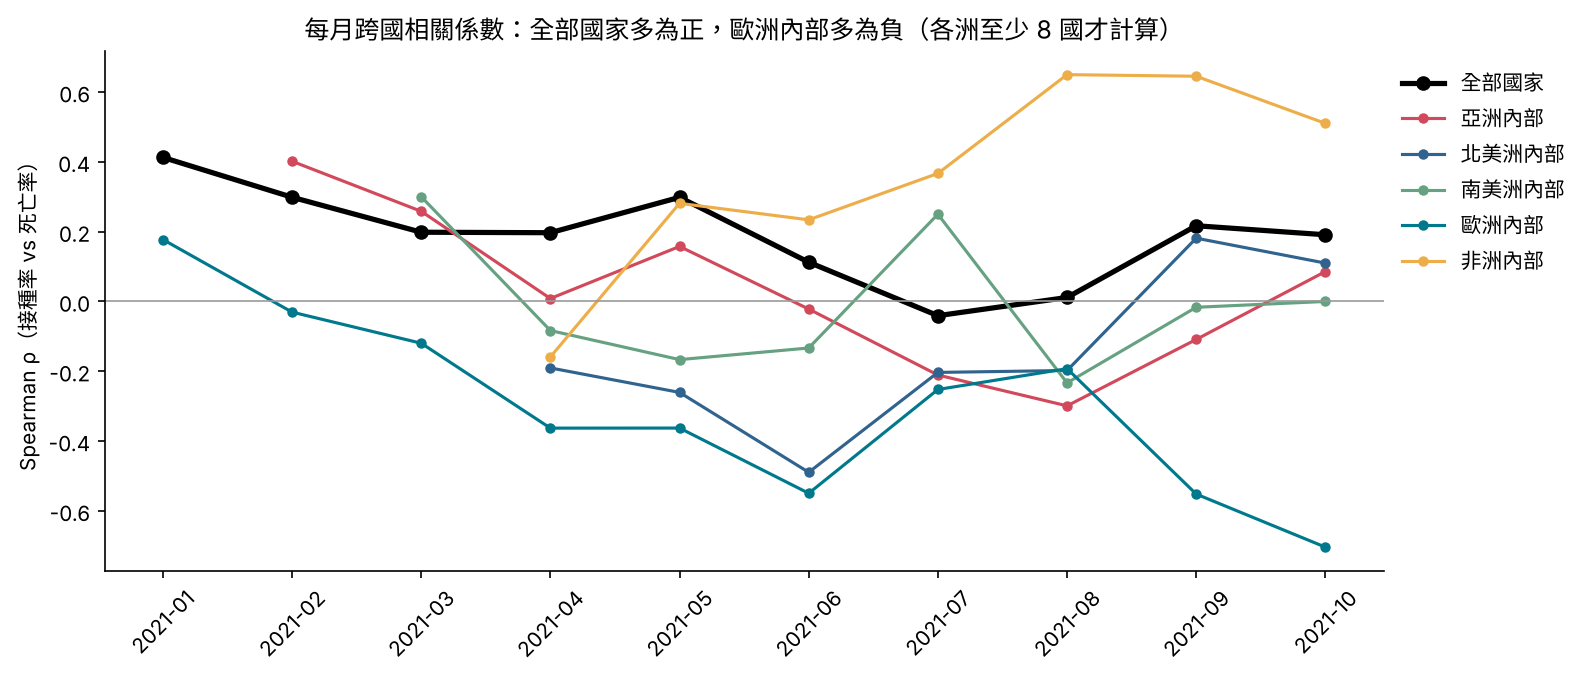 每月跨國相關係數：全部國家多為正，歐洲內部多為負（各洲至少 8 國才計算）
Spearman ρ（接種率 vs 死亡率）
0.6
0.4
0.2
0.0
-0.2
-0.4
-0.6
2021-01
2021-02
2021-03
2021-04
2021-05
2021-06
2021-07
2021-08
2021-09
2021-10
全部國家
亞洲內部
北美洲內部
南美洲內部
歐洲內部
非洲內部